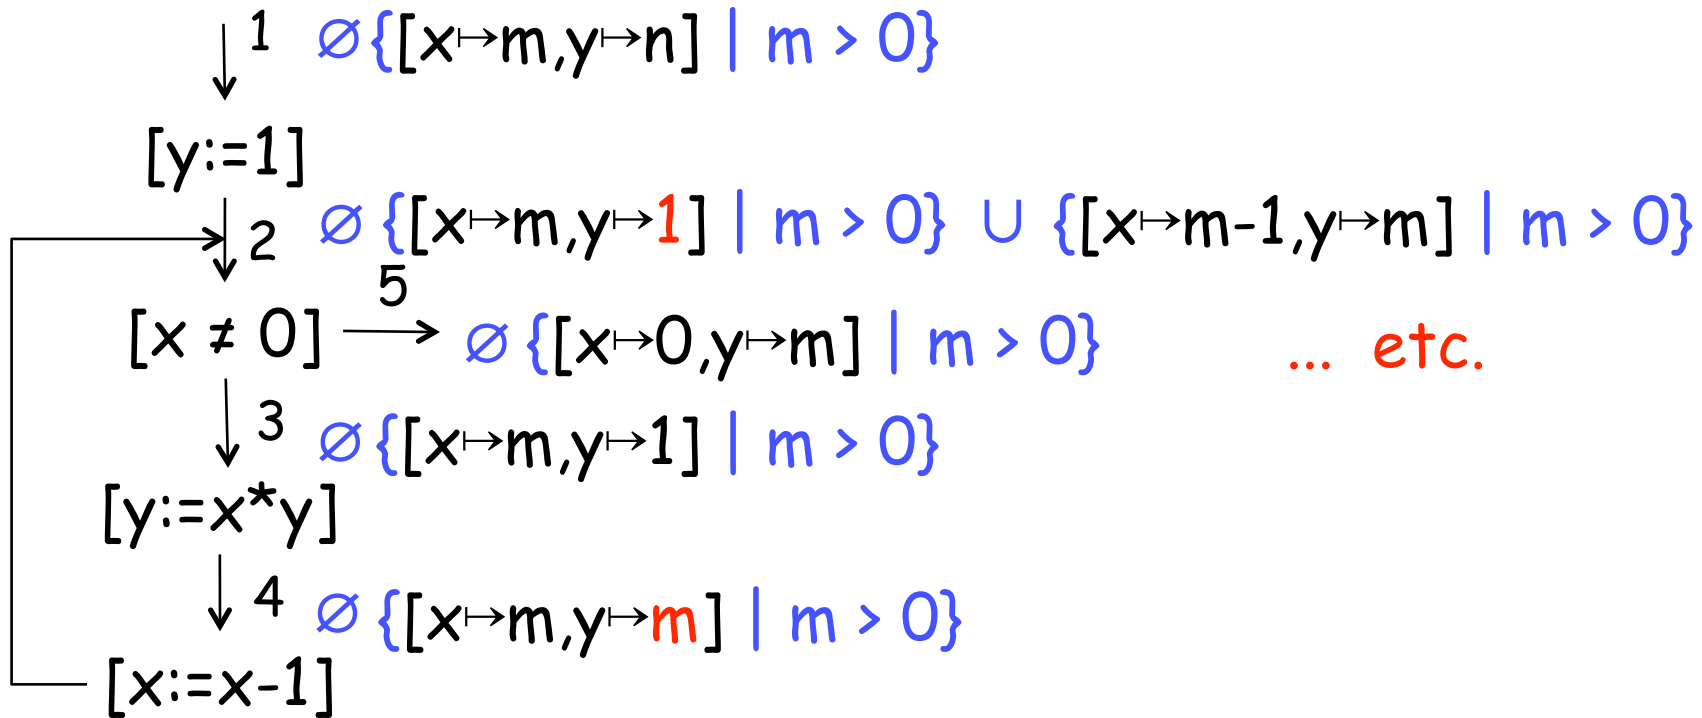 1 ∅ {[x↦m,y↦n] | m > 0}
[y:=1]
2 ∅ {[x↦m,y↦1] | m > 0} ∪ {[x↦m-1,y↦m] | m > 0}
[x ≠ 0] 5 ∅ {[x↦0,y↦m] | m > 0} ... etc.
3 ∅ {[x↦m,y↦1] | m > 0}
[y:=x*y]
4 ∅ {[x↦m,y↦m] | m > 0}
[x:=x-1]